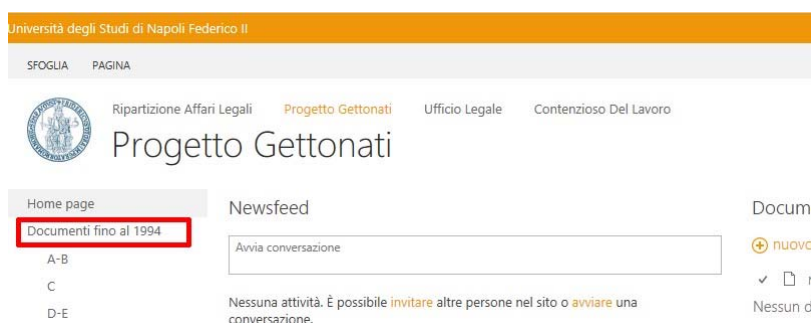 Università degli Studi di Napoli Federico II
SFOGLIA PAGINA
Ripartizione Affari Legali Progetto Gettonati Ufficio Legale Contenzioso Del Lavoro
Progetto Gettonati
Home page
Documenti fino al 1994
A-B
C
D-E
Newsfeed
Avvia conversazione
Nessuna attività. È possibile invitare altre persone nel sito o avviare una
conversazione.
Docum
nuovo
Nessun d